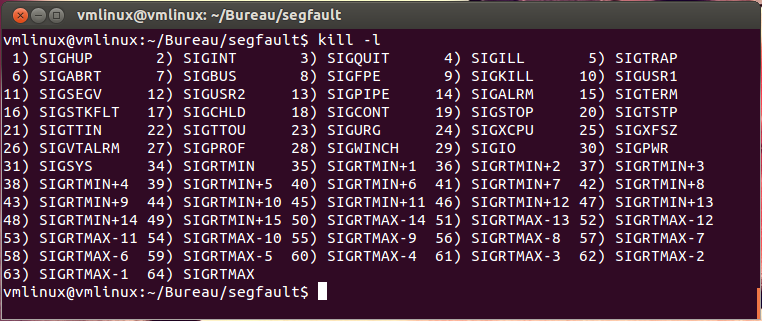 vmlinux@vmlinux: ~/Bureau/segfault
vmlinux@vmlinux:~/Bureau/segfault$ kill -l
 1) SIGHUP       2) SIGINT       3) SIGQUIT      4) SIGILL       5) SIGTRAP
 6) SIGABRT      7) SIGBUS       8) SIGFPE       9) SIGKILL     10) SIGUSR1
11) SIGSEGV     12) SIGUSR2     13) SIGPIPE     14) SIGALRM     15) SIGTERM
16) SIGSTKFLT   17) SIGCHLD     18) SIGCONT     19) SIGSTOP     20) SIGTSTP
21) SIGTTIN     22) SIGTTOU     23) SIGURG      24) SIGXCPU     25) SIGXFSZ
26) SIGVTALRM   27) SIGPROF     28) SIGWINCH    29) SIGIO       30) SIGPWR
31) SIGSYS      34) SIGRTMIN    35) SIGRTMIN+1  36) SIGRTMIN+2  37) SIGRTMIN+3
38) SIGRTMIN+4  39) SIGRTMIN+5  40) SIGRTMIN+6  41) SIGRTMIN+7  42) SIGRTMIN+8
43) SIGRTMIN+9  44) SIGRTMIN+10 45) SIGRTMIN+11 46) SIGRTMIN+12 47) SIGRTMIN+13
48) SIGRTMIN+14 49) SIGRTMIN+15 50) SIGRTMAX-14 51) SIGRTMAX-13 52) SIGRTMAX-12
53) SIGRTMAX-11 54) SIGRTMAX-10 55) SIGRTMAX-9  56) SIGRTMAX-8  57) SIGRTMAX-7
58) SIGRTMAX-6  59) SIGRTMAX-5  60) SIGRTMAX-4  61) SIGRTMAX-3  62) SIGRTMAX-2
63) SIGRTMAX-1  64) SIGRTMAX
vmlinux@vmlinux:~/Bureau/segfault$